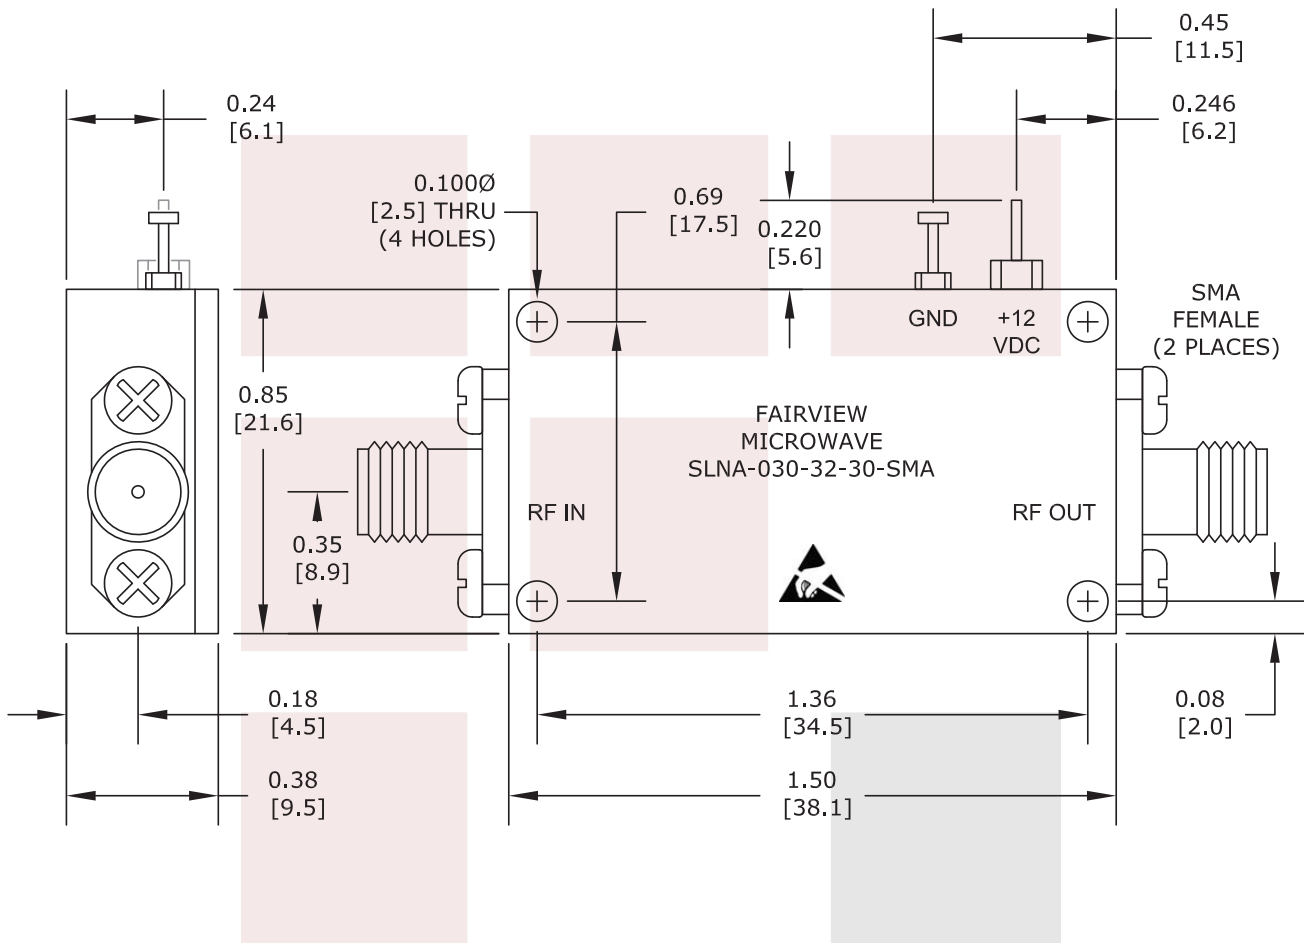 0.45
[11.5]
0.24
[6.1]
0.246
[6.2]
0.100Ø
[2.5] THRU
(4 HOLES)
0.69
[17.5]
0.220
[5.6]
GND
+12
VDC
SMA
FEMALE
(2 PLACES)
0.85
[21.6]
FAIRVIEW
MICROWAVE
SLNA-030-32-30-SMA
RF IN
RF OUT
0.35
[8.9]
0.18
[4.5]
1.36
[34.5]
0.08
[2.0]
0.38
[9.5]
1.50
[38.1]